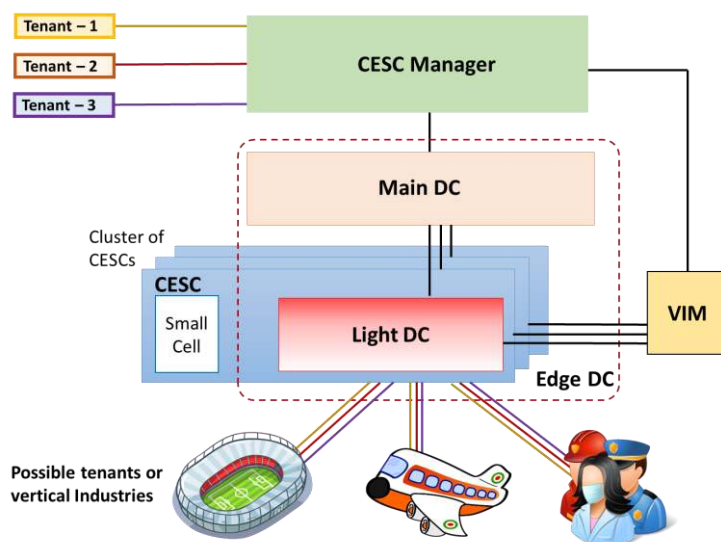 Tenant – 1
Tenant – 2
Tenant – 3
CESC Manager
Main DC
Cluster of
CESCs
CESC
Small
Cell
Light DC
VIM
Edge DC
Possible tenants or
vertical Industries